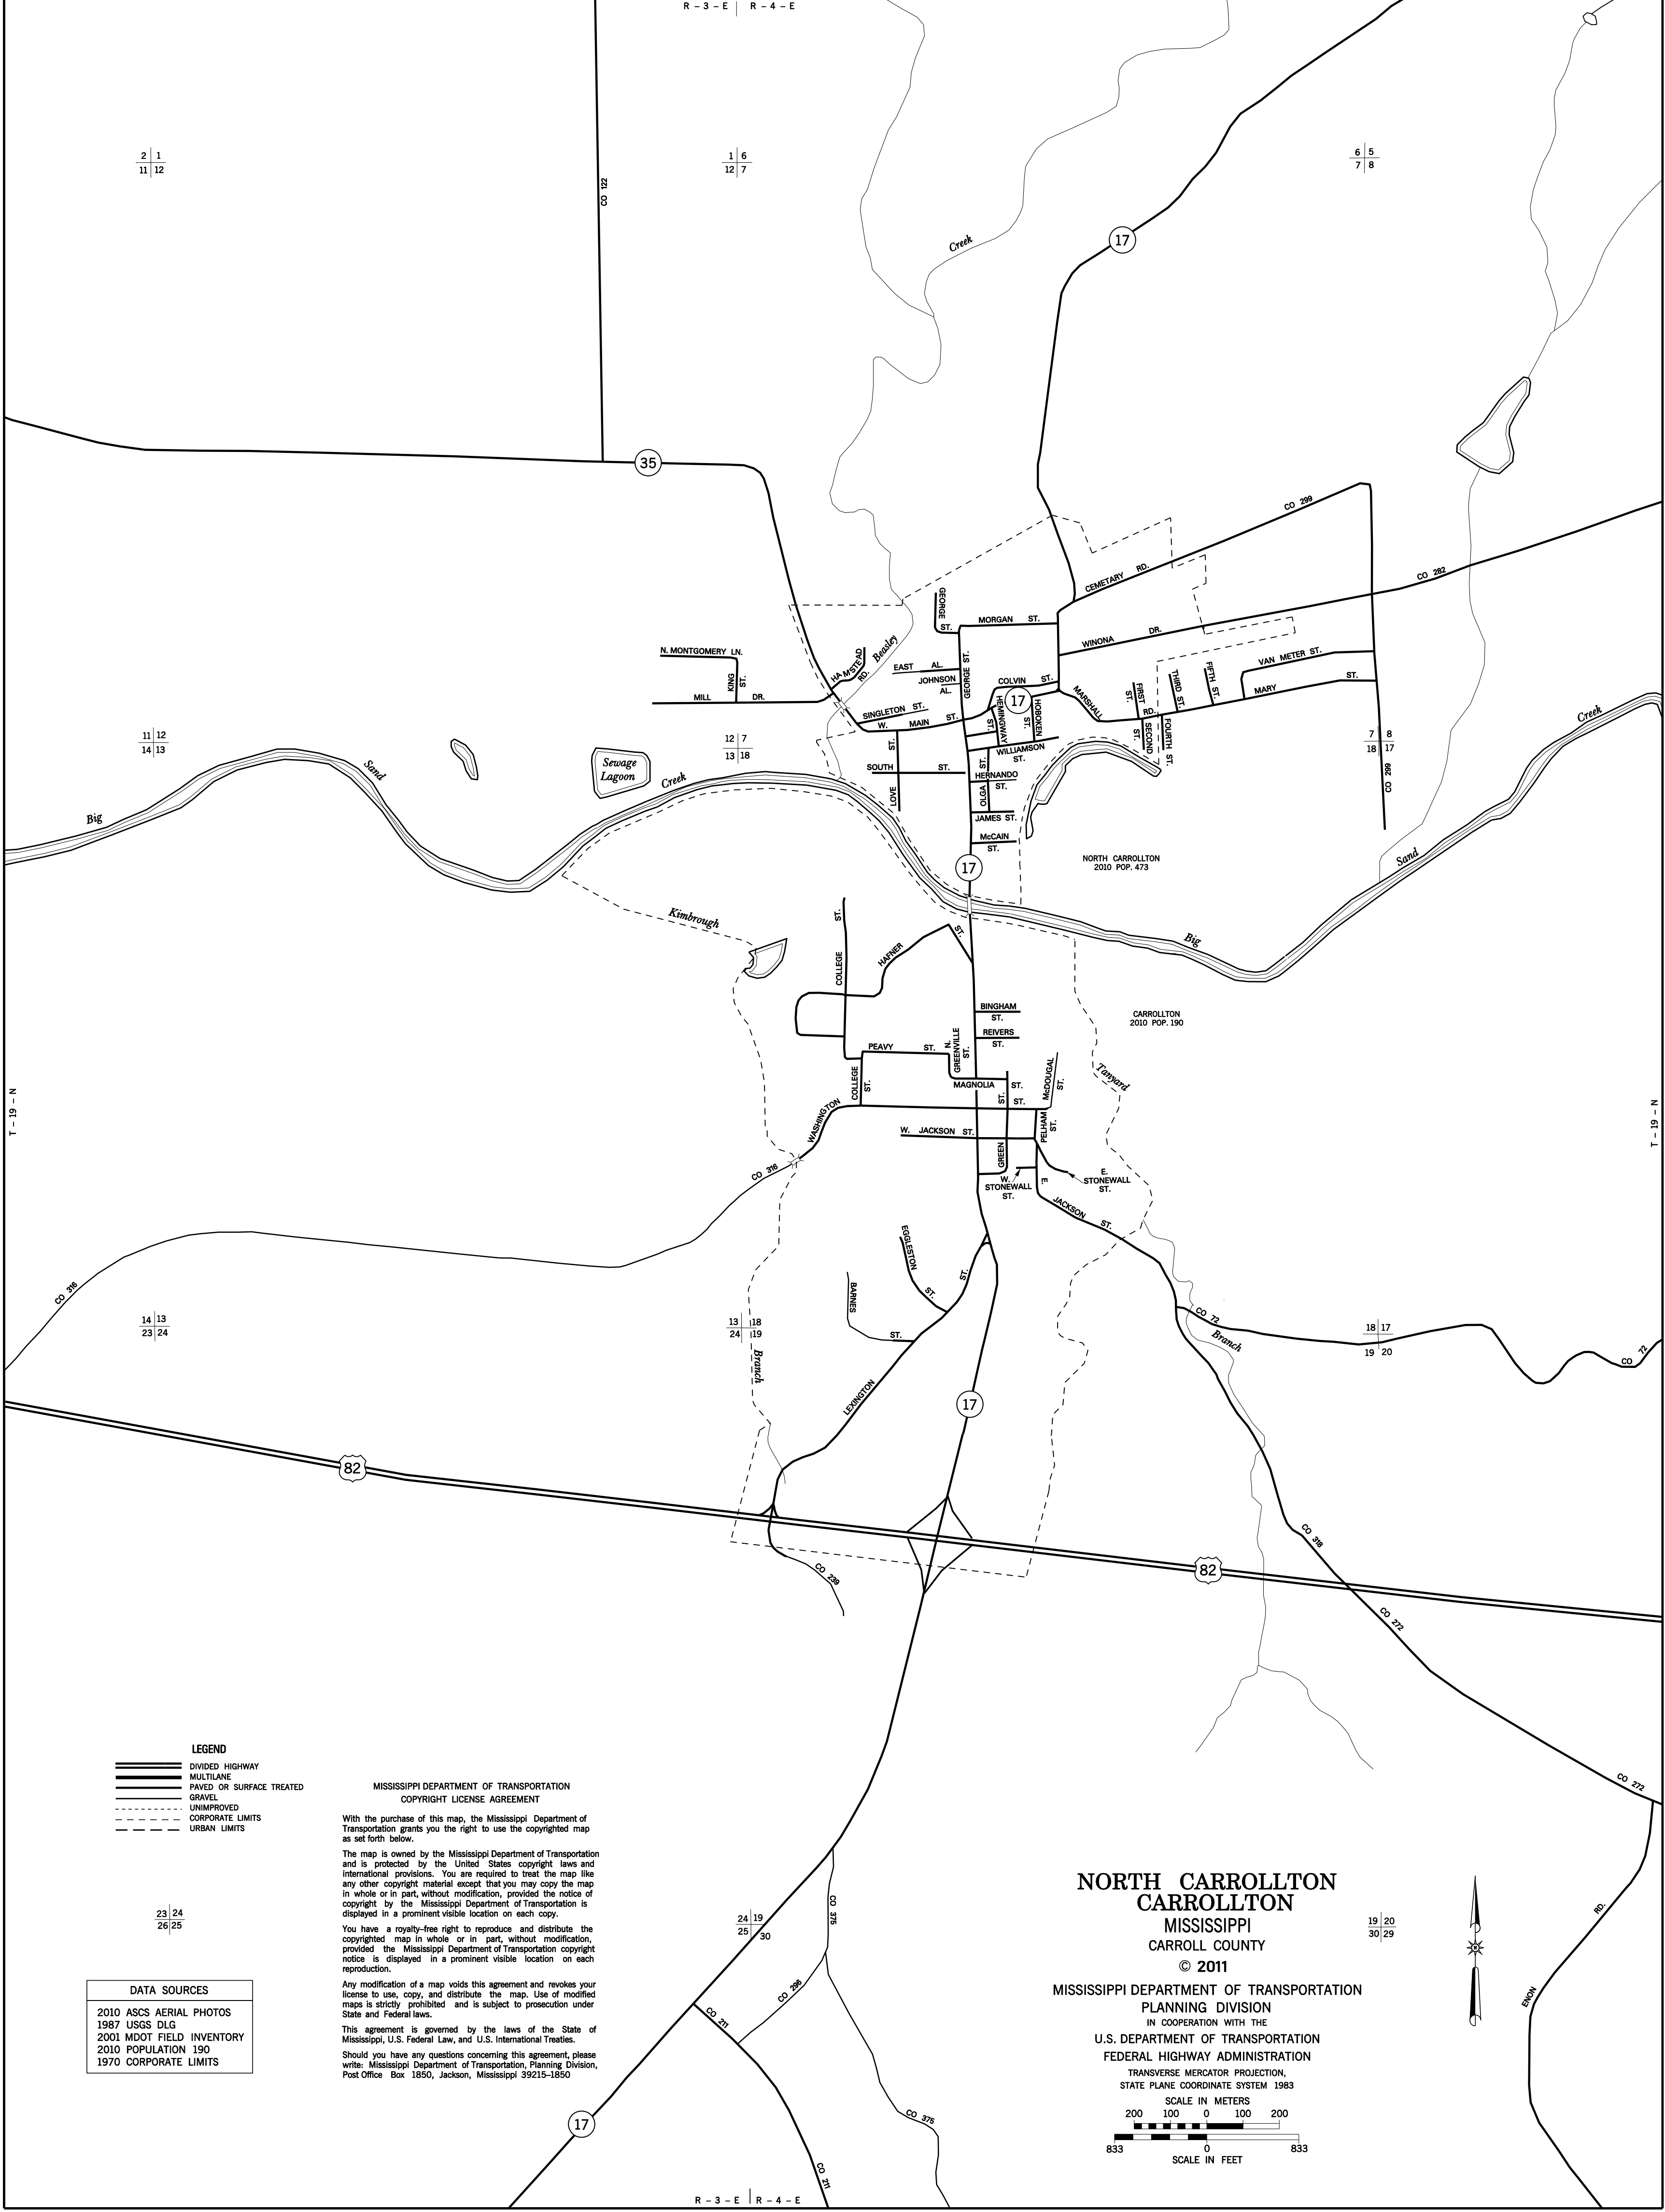 R - 3 - E | R - 4 - E
2 1
11 12
1 6
12 7
6 5
7 8
CO 122
Creek
17
35
CO 299
CO 282
CEMETARY RD.
GEORGE
ST.
MORGAN ST.
WINONA DR.
N. MONTGOMERY LN.
KING ST.
MILL DR.
HAMSTEAD RD.
Beasley
EAST AL.
JOHNSON
AL.
GEORGE ST.
COLVIN ST.
17
SINGLETON ST.
W. MAIN ST.
HEMINGWAY ST.
HOBOKEN ST.
MARSHALL RD.
FIRST ST.
SECOND ST.
THIRD ST.
FOURTH ST.
FIFTH ST.
VAN METER ST.
MARY ST.
WILLIAMSON
ST.
LOVE ST.
SOUTH ST.
HERNANDO
ST.
OLGA ST.
JAMES ST.
McCAIN
ST.
17
11 12
14 13
12 7
13 18
7 8
18 17
CO 299
Sewage
Lagoon
Big Sand Creek
Big Sand Creek
NORTH CARROLLTON
2010 POP. 473
Kimbrough
COLLEGE ST.
HAFNER ST.
BINGHAM
ST.
REIVERS
ST.
CARROLLTON
2010 POP. 190
PEAVY ST.
N. GREENVILLE ST.
MAGNOLIA ST.
McDOUGAL ST.
Tanyard
COLLEGE ST.
WASHINGTON ST.
W. JACKSON ST.
GREEN ST.
PELHAM ST.
W.
STONEWALL
ST.
E.
STONEWALL
ST.
E. JACKSON ST.
T - 19 - N
T - 19 - N
CO 316
CO 316
EGGLESTON ST.
BARNES ST.
LEXINGTON ST.
14 13
23 24
13 18
24 19
18 17
19 20
CO 72
CO 72
Branch
Branch
17
82
82
CO 239
CO 318
CO 272
CO 272
LEGEND
DIVIDED HIGHWAY
MULTILANE
PAVED OR SURFACE TREATED
GRAVEL
UNIMPROVED
CORPORATE LIMITS
URBAN LIMITS
23 24
26 25
DATA SOURCES
2010 ASCS AERIAL PHOTOS
1987 USGS DLG
2001 MDOT FIELD INVENTORY
2010 POPULATION 190
1970 CORPORATE LIMITS
MISSISSIPPI DEPARTMENT OF TRANSPORTATION
COPYRIGHT LICENSE AGREEMENT
With the purchase of this map, the Mississippi Department of
Transportation grants you the right to use the copyrighted map
as set forth below.
The map is owned by the Mississippi Department of Transportation
and is protected by the United States copyright laws and
international provisions. You are required to treat the map like
any other copyright material except that you may copy the map
in whole or in part, without modification, provided the notice of
copyright by the Mississippi Department of Transportation is
displayed in a prominent visible location on each copy.
You have a royalty-free right to reproduce and distribute the
copyrighted map in whole or in part, without modification,
provided the Mississippi Department of Transportation copyright
notice is displayed in a prominent visible location on each
reproduction.
Any modification of a map voids this agreement and revokes your
license to use, copy, and distribute the map. Use of modified
maps is strictly prohibited and is subject to prosecution under
State and Federal laws.
This agreement is governed by the laws of the State of
Mississippi, U.S. Federal Law, and U.S. International Treaties.
Should you have any questions concerning this agreement, please
write: Mississippi Department of Transportation, Planning Division,
Post Office Box 1850, Jackson, Mississippi 39215-1850
24 19
25 30
CO 375
CO 296
CO 211
CO 375
CO 211
17
19 20
30 29
ENON RD.
NORTH CARROLLTON
CARROLLTON
MISSISSIPPI
CARROLL COUNTY
© 2011
MISSISSIPPI DEPARTMENT OF TRANSPORTATION
PLANNING DIVISION
IN COOPERATION WITH THE
U.S. DEPARTMENT OF TRANSPORTATION
FEDERAL HIGHWAY ADMINISTRATION
TRANSVERSE MERCATOR PROJECTION,
STATE PLANE COORDINATE SYSTEM 1983
SCALE IN METERS
200 100 0 100 200
833 0 833
SCALE IN FEET
R - 3 - E | R - 4 - E